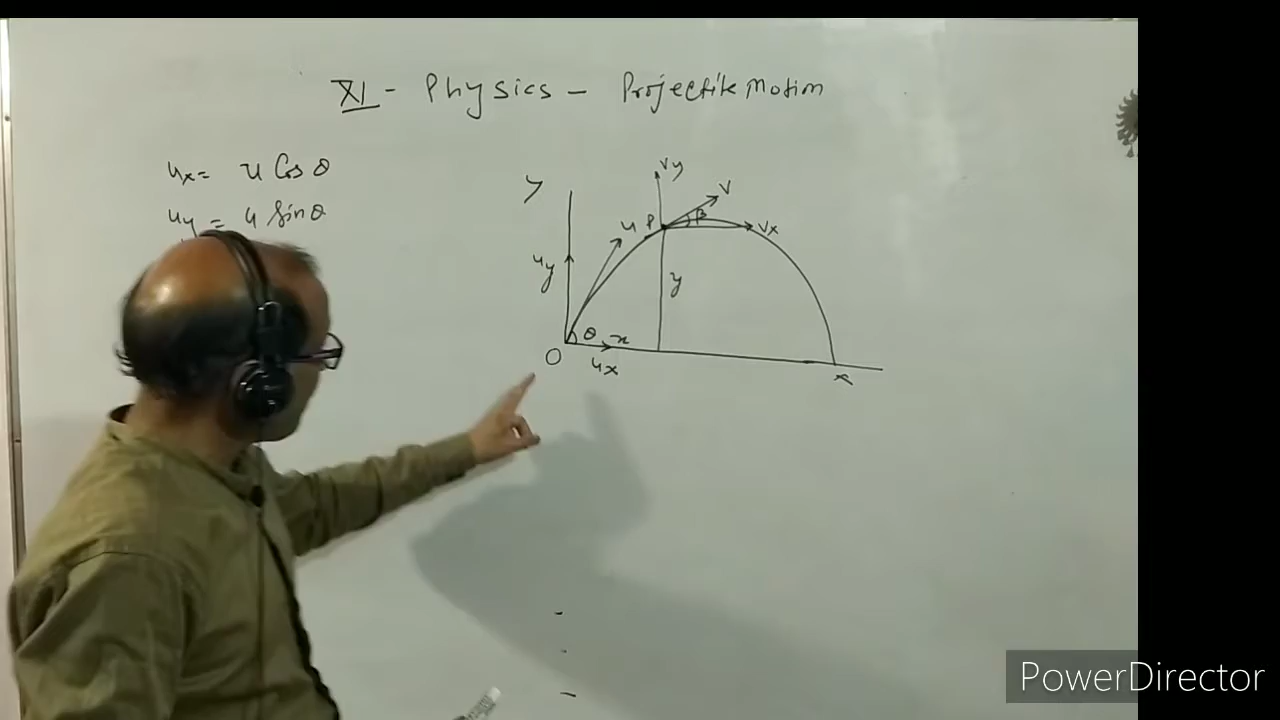 XI - Physics - Projectile Motion
ux = u Cos θ
uy = u Sin θ
y
vy
v
u
P
β
vx
uy
y
θ
x
O
ux
x
PowerDirector